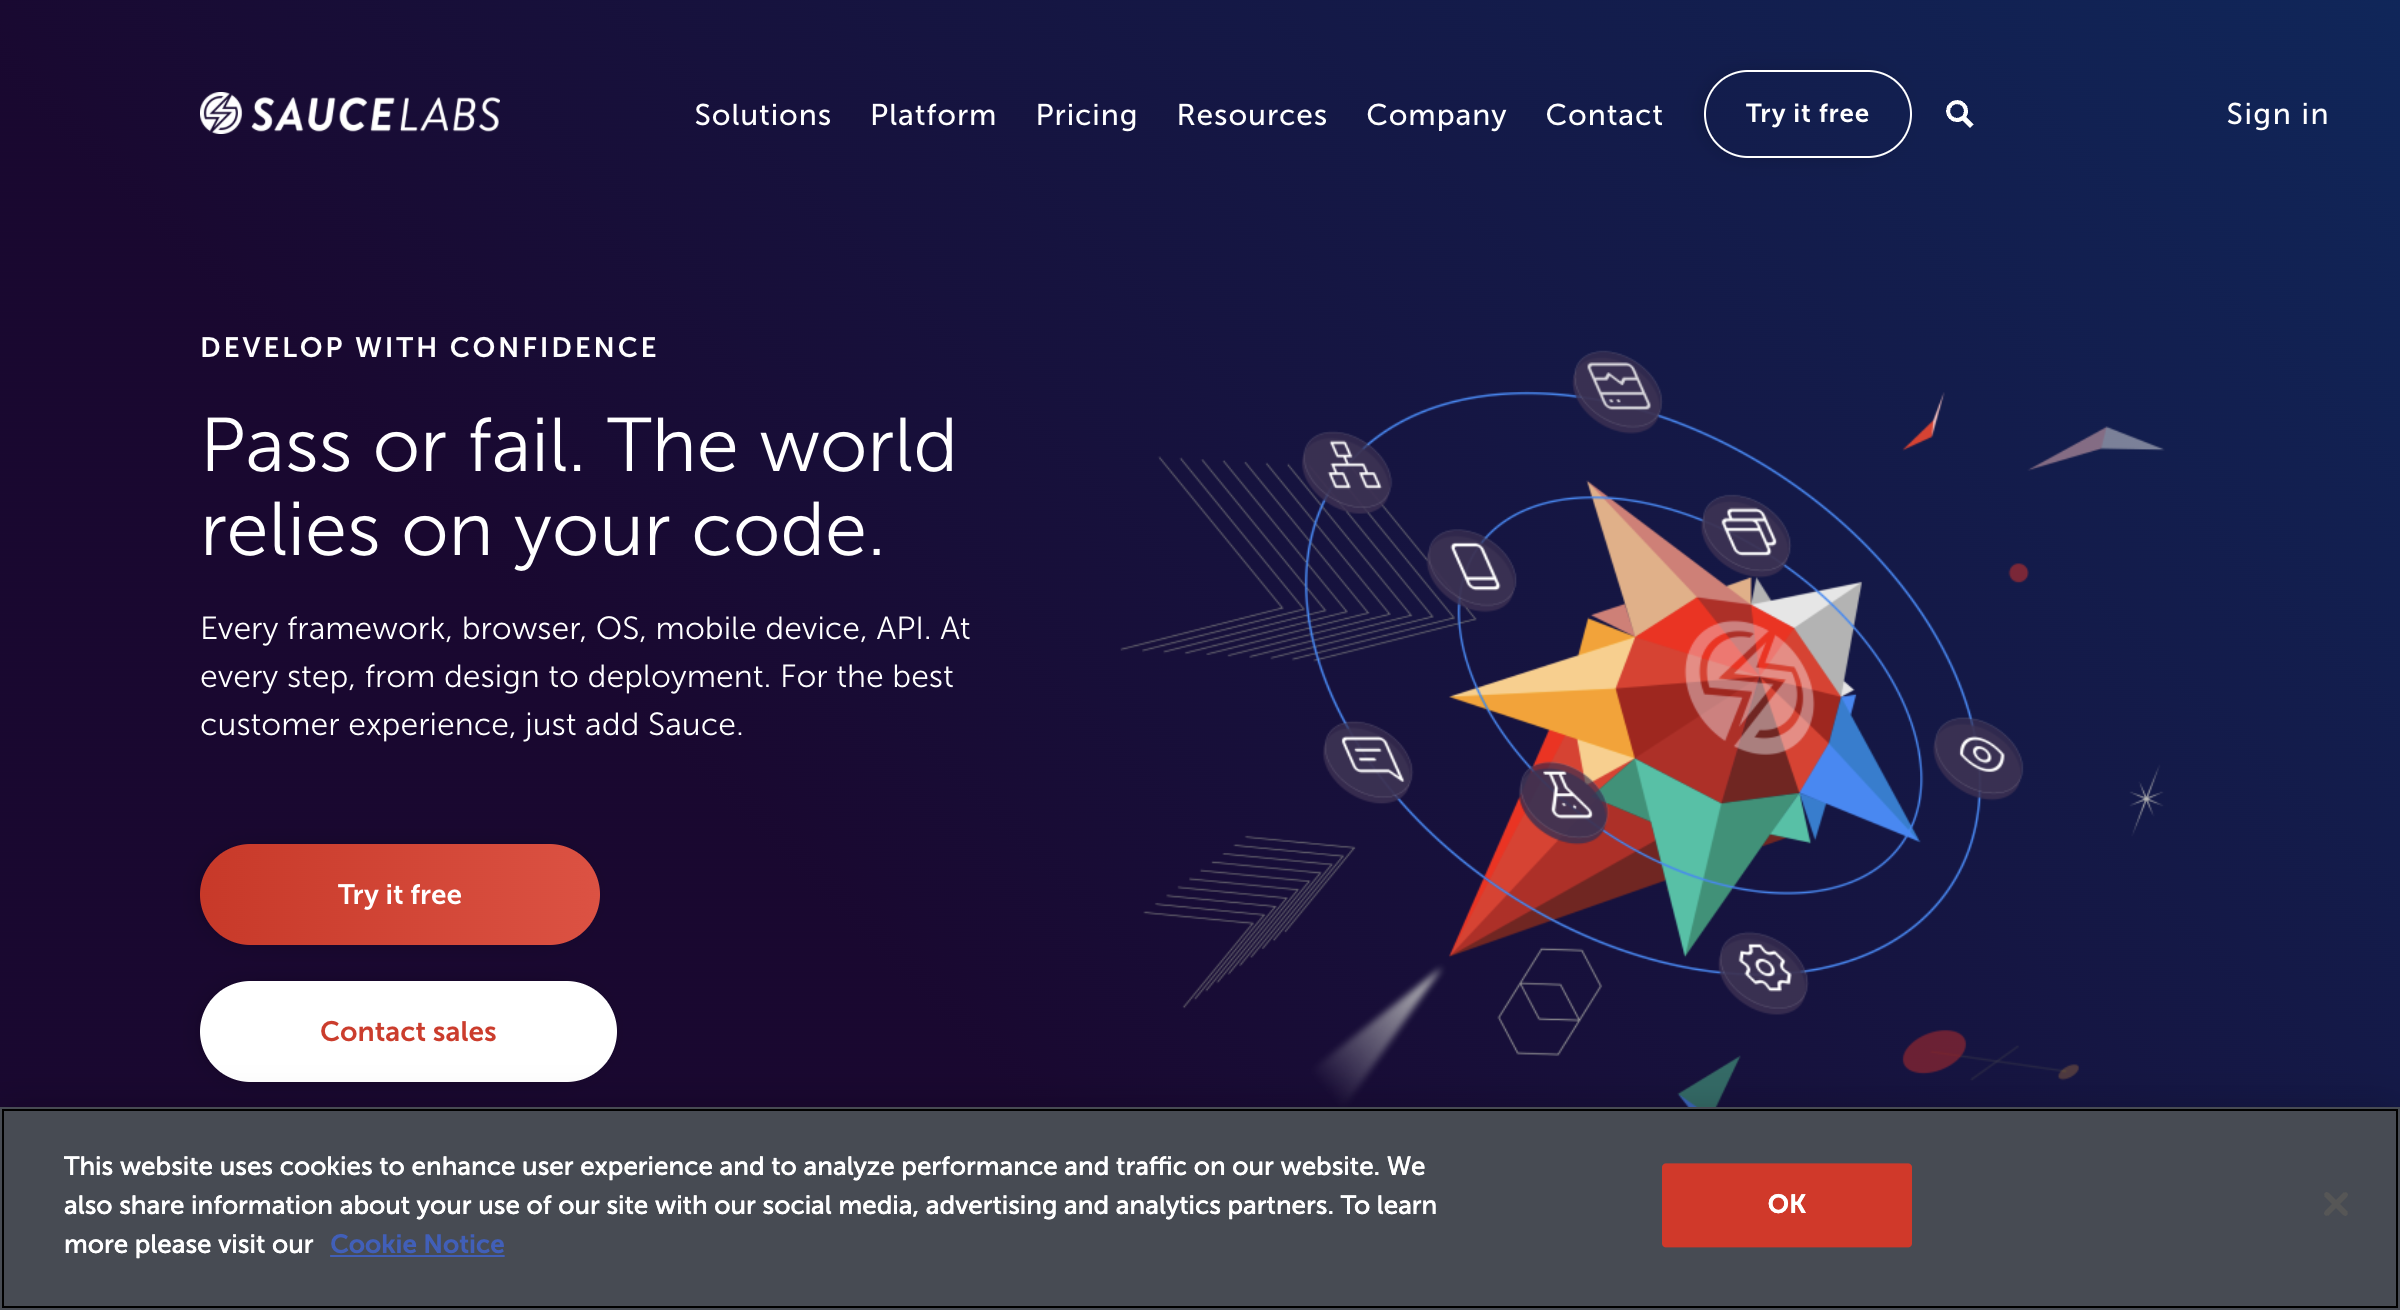 SAUCELABS
Solutions
Platform
Pricing
Resources
Company
Contact
Try it free
Sign in
DEVELOP WITH CONFIDENCE
Pass or fail. The world
relies on your code.
Every framework, browser, OS, mobile device, API. At
every step, from design to deployment. For the best
customer experience, just add Sauce.
Try it free
Contact sales
This website uses cookies to enhance user experience and to analyze performance and traffic on our website. We
also share information about your use of our site with our social media, advertising and analytics partners. To learn
more please visit our Cookie Notice
OK